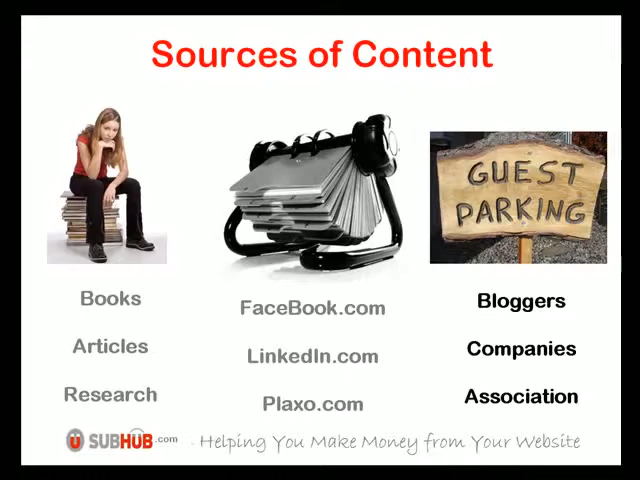 Sources of Content
GUEST
PARKING
Books
Articles
Research
FaceBook.com
LinkedIn.com
Plaxo.com
Bloggers
Companies
Association
SUBHUB.com - Helping You Make Money from Your Website